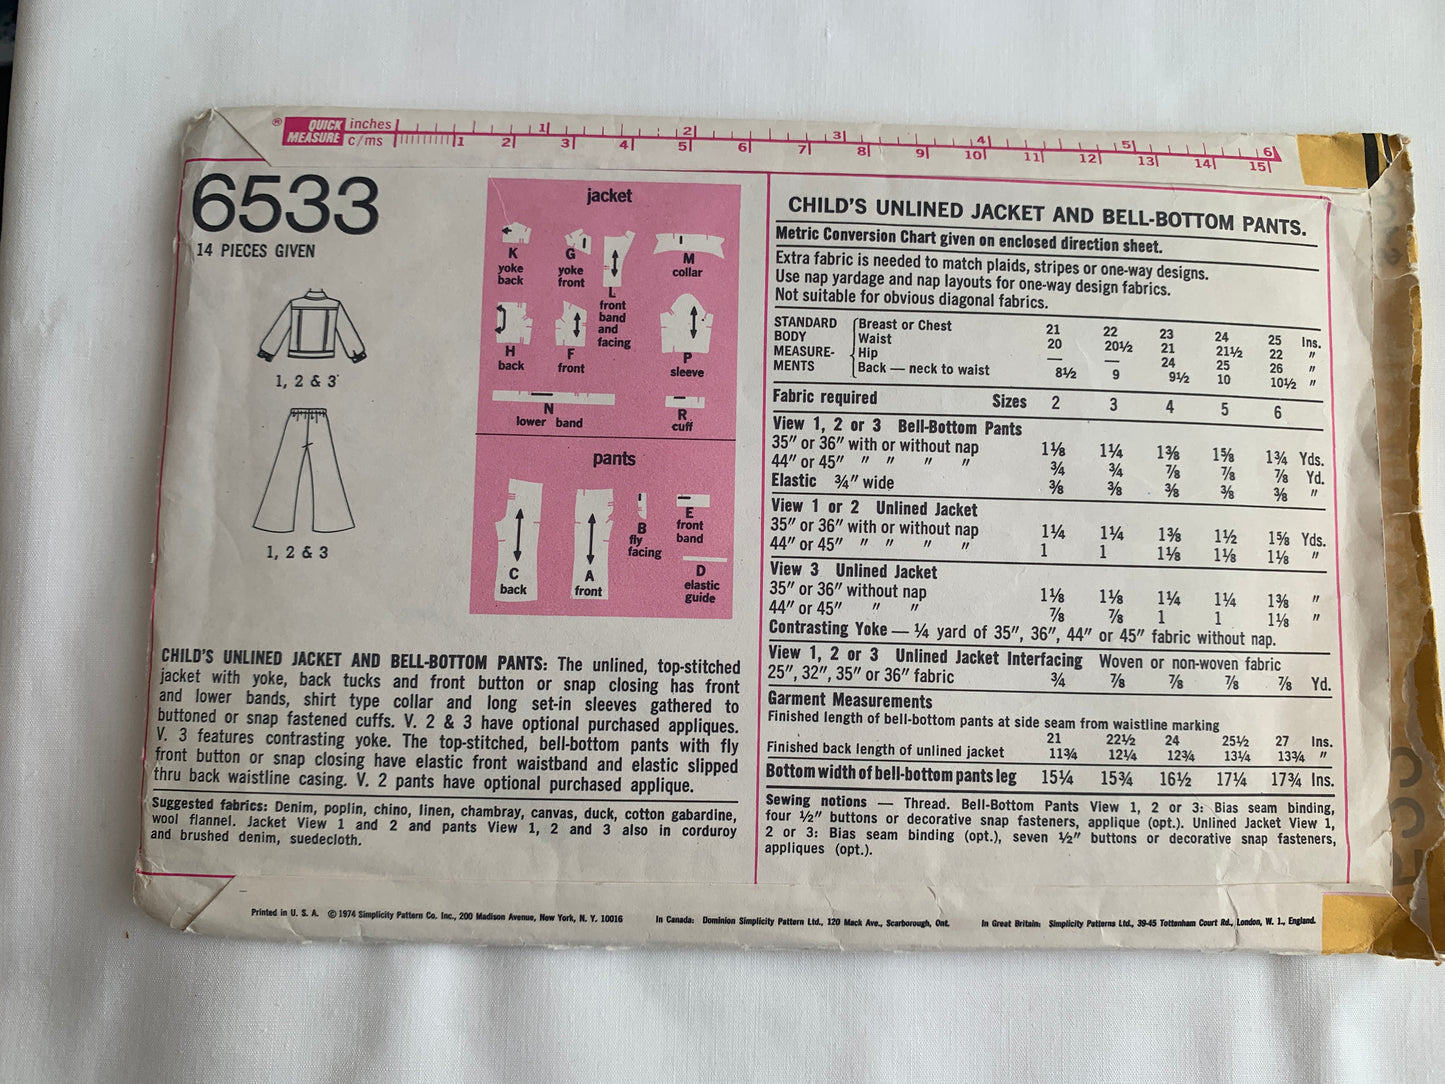 ® QUICK MEASURE inches c/ms
1 2 3 4 5 6
1 2 3 4 5 6 7 8 9 10 11 12 13 14 15
6533
14 PIECES GIVEN
1, 2 & 3
1, 2 & 3
jacket
K yoke back
G yoke front
L front band and facing
M collar
H back
F front
P sleeve
N lower band
R cuff
pants
C back
A front
B fly facing
E front band
D elastic guide
CHILD'S UNLINED JACKET AND BELL-BOTTOM PANTS: The unlined, top-stitched
jacket with yoke, back tucks and front button or snap closing has front
and lower bands, shirt type collar and long set-in sleeves gathered to
buttoned or snap fastened cuffs. V. 2 & 3 have optional purchased appliques.
V. 3 features contrasting yoke. The top-stitched, bell-bottom pants with fly
front button or snap closing have elastic front waistband and elastic slipped
thru back waistline casing. V. 2 pants have optional purchased applique.
Suggested fabrics: Denim, poplin, chino, linen, chambray, canvas, duck, cotton gabardine,
wool flannel. Jacket View 1 and 2 and pants View 1, 2 and 3 also in corduroy
and brushed denim, suedecloth.
CHILD'S UNLINED JACKET AND BELL-BOTTOM PANTS.
Metric Conversion Chart given on enclosed direction sheet.
Extra fabric is needed to match plaids, stripes or one-way designs.
Use nap yardage and nap layouts for one-way design fabrics.
Not suitable for obvious diagonal fabrics.
STANDARD BODY MEASURE-MENTS
Breast or Chest 21 22 23 24 25 Ins.
Waist 20 20½ 21 21½ 22 "
Hip — — 24 25 26 "
Back — neck to waist 8½ 9 9½ 10 10½ "
Fabric required Sizes 2 3 4 5 6
View 1, 2 or 3 Bell-Bottom Pants
35" or 36" with or without nap 1⅛ 1¼ 1⅜ 1⅝ 1¾ Yds.
44" or 45" " " " " ¾ ¾ ⅞ ⅞ ⅞ Yd.
Elastic ¾" wide ⅜ ⅜ ⅜ ⅜ ⅜ "
View 1 or 2 Unlined Jacket
35" or 36" with or without nap 1¼ 1¼ 1⅜ 1½ 1⅝ Yds.
44" or 45" " " " " 1 1 1⅛ 1⅛ 1⅛ "
View 3 Unlined Jacket
35" or 36" without nap 1⅛ 1⅛ 1¼ 1¼ 1⅜ "
44" or 45" " " ⅞ ⅞ 1 1 1⅛ "
Contrasting Yoke — ¼ yard of 35", 36", 44" or 45" fabric without nap.
View 1, 2 or 3 Unlined Jacket Interfacing Woven or non-woven fabric
25", 32", 35" or 36" fabric ¾ ⅞ ⅞ ⅞ ⅞ Yd.
Garment Measurements
Finished length of bell-bottom pants at side seam from waistline marking
21 22½ 24 25½ 27 Ins.
Finished back length of unlined jacket 11¾ 12¼ 12¾ 13¼ 13¾ "
Bottom width of bell-bottom pants leg 15¼ 15¾ 16½ 17¼ 17¾ Ins.
Sewing notions — Thread. Bell-Bottom Pants View 1, 2 or 3: Bias seam binding,
four ½" buttons or decorative snap fasteners, applique (opt.). Unlined Jacket View 1,
2 or 3: Bias seam binding (opt.), seven ½" buttons or decorative snap fasteners,
appliques (opt.).
Printed in U. S. A. © 1974 Simplicity Pattern Co. Inc., 200 Madison Avenue, New York, N. Y. 10016 In Canada: Dominion Simplicity Pattern Ltd., 120 Mack Ave., Scarborough, Ont. In Great Britain: Simplicity Patterns Ltd., 39-45 Tottenham Court Rd., London, W. 1., England.